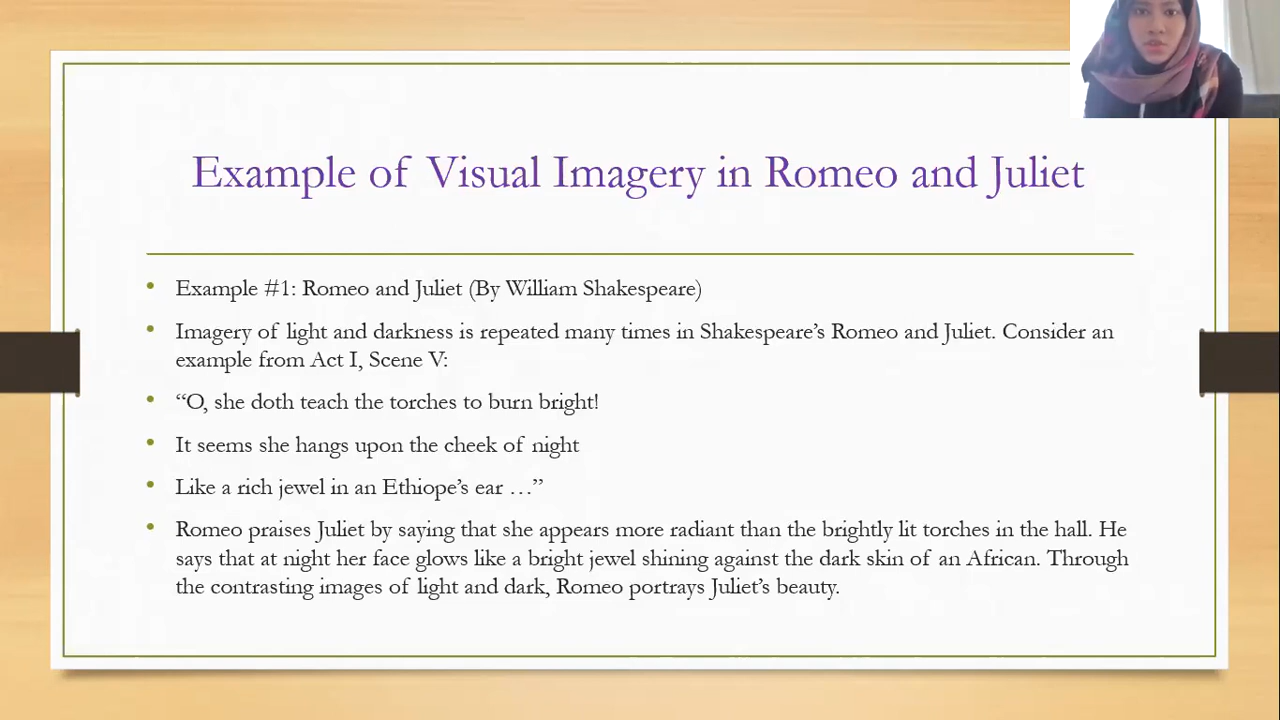 Example of Visual Imagery in Romeo and Juliet
Example #1: Romeo and Juliet (By William Shakespeare)
Imagery of light and darkness is repeated many times in Shakespeare’s Romeo and Juliet. Consider an
example from Act I, Scene V:
“O, she doth teach the torches to burn bright!
It seems she hangs upon the cheek of night
Like a rich jewel in an Ethiope’s ear …”
Romeo praises Juliet by saying that she appears more radiant than the brightly lit torches in the hall. He
says that at night her face glows like a bright jewel shining against the dark skin of an African. Through
the contrasting images of light and dark, Romeo portrays Juliet’s beauty.